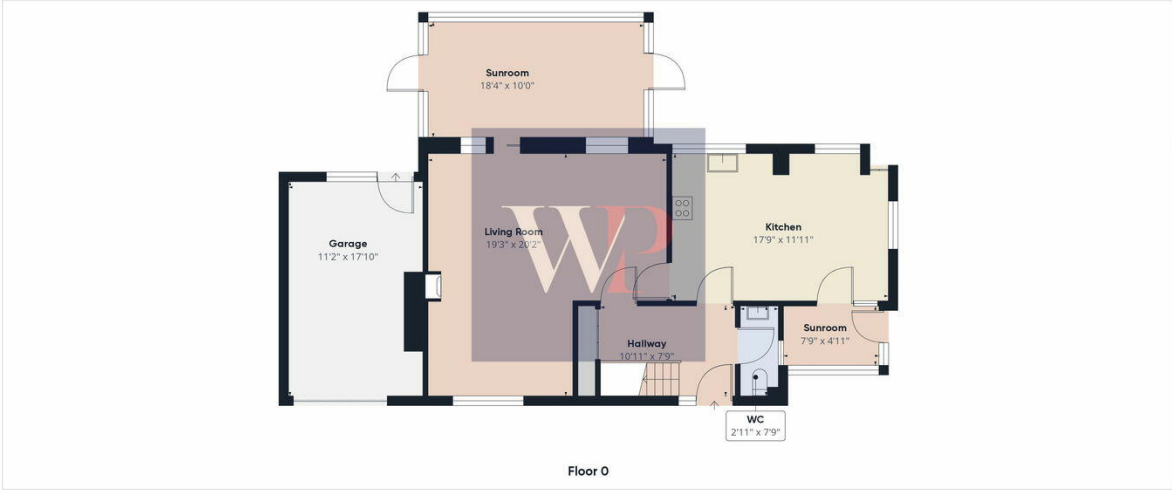 Sunroom
18'4" x 10'0"
Garage
11'2" x 17'10"
Living Room
19'3" x 20'2"
WP
Kitchen
17'9" x 11'11"
Hallway
10'11" x 7'9"
Sunroom
7'9" x 4'11"
WC
2'11" x 7'9"
Floor 0